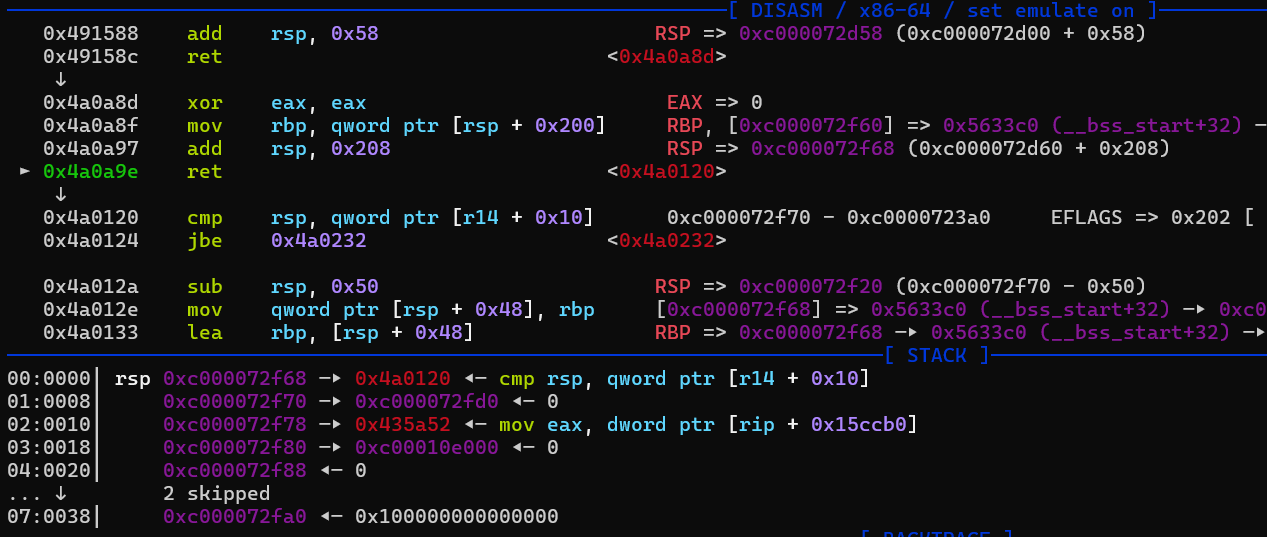 [ DISASM / x86-64 / set emulate on ]
0x491588 add rsp, 0x58 RSP => 0xc000072d58 (0xc000072d00 + 0x58)
0x49158c ret <0x4a0a8d>
↓
0x4a0a8d xor eax, eax EAX => 0
0x4a0a8f mov rbp, qword ptr [rsp + 0x200] RBP, [0xc000072f60] => 0x5633c0 (__bss_start+32) —
0x4a0a97 add rsp, 0x208 RSP => 0xc000072f68 (0xc000072d60 + 0x208)
► 0x4a0a9e ret <0x4a0120>
↓
0x4a0120 cmp rsp, qword ptr [r14 + 0x10] 0xc000072f70 - 0xc0000723a0 EFLAGS => 0x202 [
0x4a0124 jbe 0x4a0232 <0x4a0232>
0x4a012a sub rsp, 0x50 RSP => 0xc000072f20 (0xc000072f70 - 0x50)
0x4a012e mov qword ptr [rsp + 0x48], rbp [0xc000072f68] => 0x5633c0 (__bss_start+32) —▸ 0xc0
0x4a0133 lea rbp, [rsp + 0x48] RBP => 0xc000072f68 —▸ 0x5633c0 (__bss_start+32) —▸
[ STACK ]
00:0000│ rsp 0xc000072f68 —▸ 0x4a0120 ◂— cmp rsp, qword ptr [r14 + 0x10]
01:0008│ 0xc000072f70 —▸ 0xc000072fd0 ◂— 0
02:0010│ 0xc000072f78 —▸ 0x435a52 ◂— mov eax, dword ptr [rip + 0x15ccb0]
03:0018│ 0xc000072f80 —▸ 0xc00010e000 ◂— 0
04:0020│ 0xc000072f88 ◂— 0
... ↓ 2 skipped
07:0038│ 0xc000072fa0 ◂— 0x100000000000000